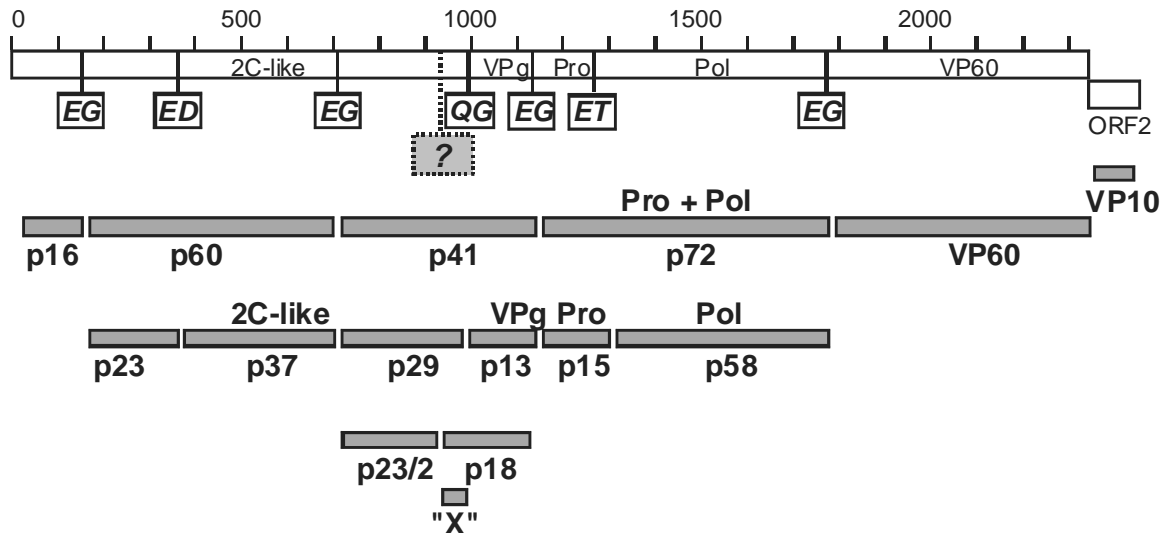 0 500 1000 1500 2000
2C-like VPg Pro Pol VP60
EG ED EG QG EG ET EG
ORF2
?
Pro + Pol VP10
p16 p60 p41 p72 VP60
2C-like VPg Pro Pol
p23 p37 p29 p13 p15 p58
p23/2 p18
"X"